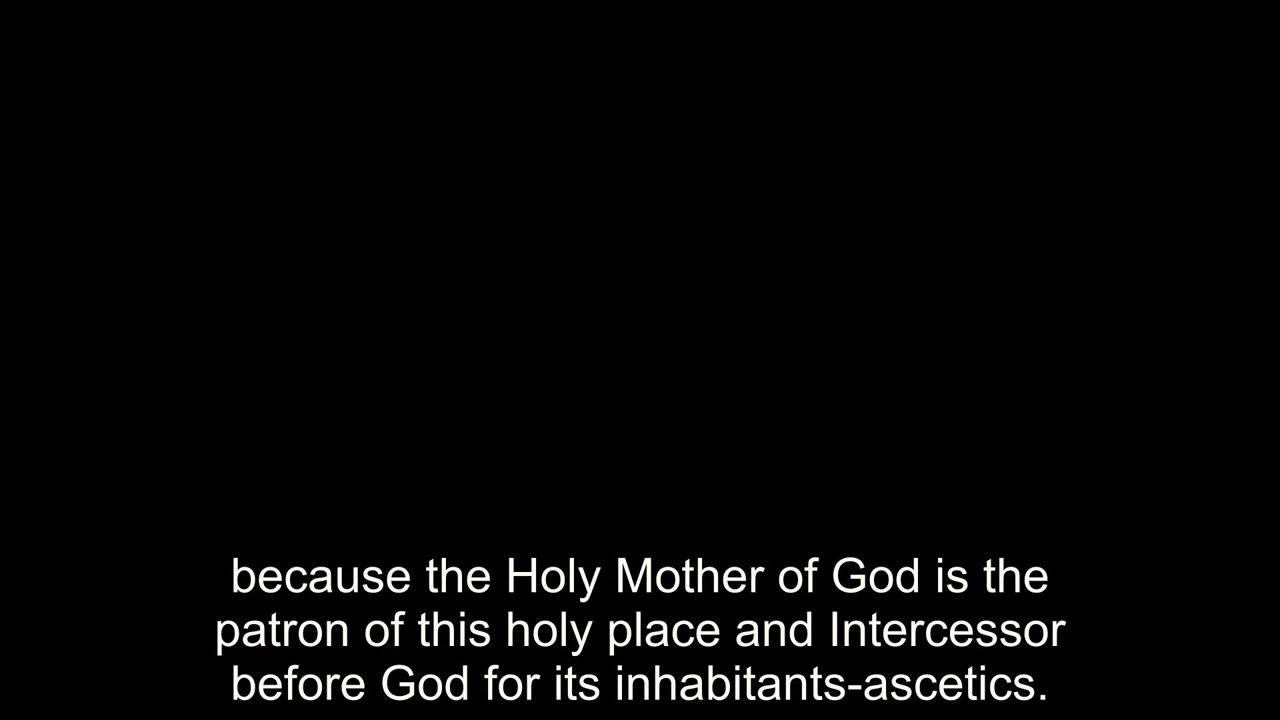 because the Holy Mother of God is the
patron of this holy place and Intercessor
before God for its inhabitants-ascetics.